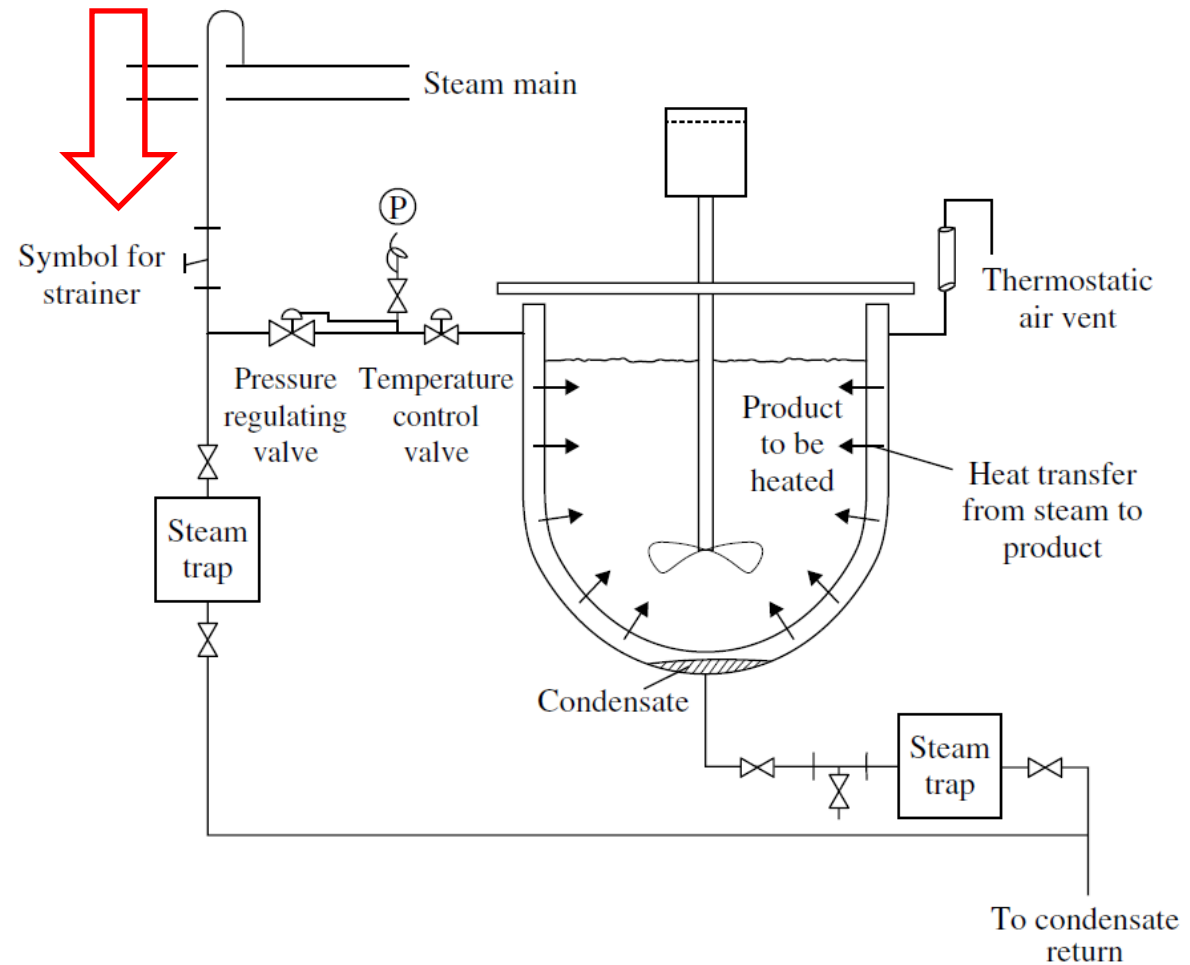 Steam main
P
Symbol for
strainer
Thermostatic
air vent
Pressure
regulating
valve
Temperature
control
valve
Product
to be
heated
Heat transfer
from steam to
product
Steam
trap
Condensate
Steam
trap
To condensate
return